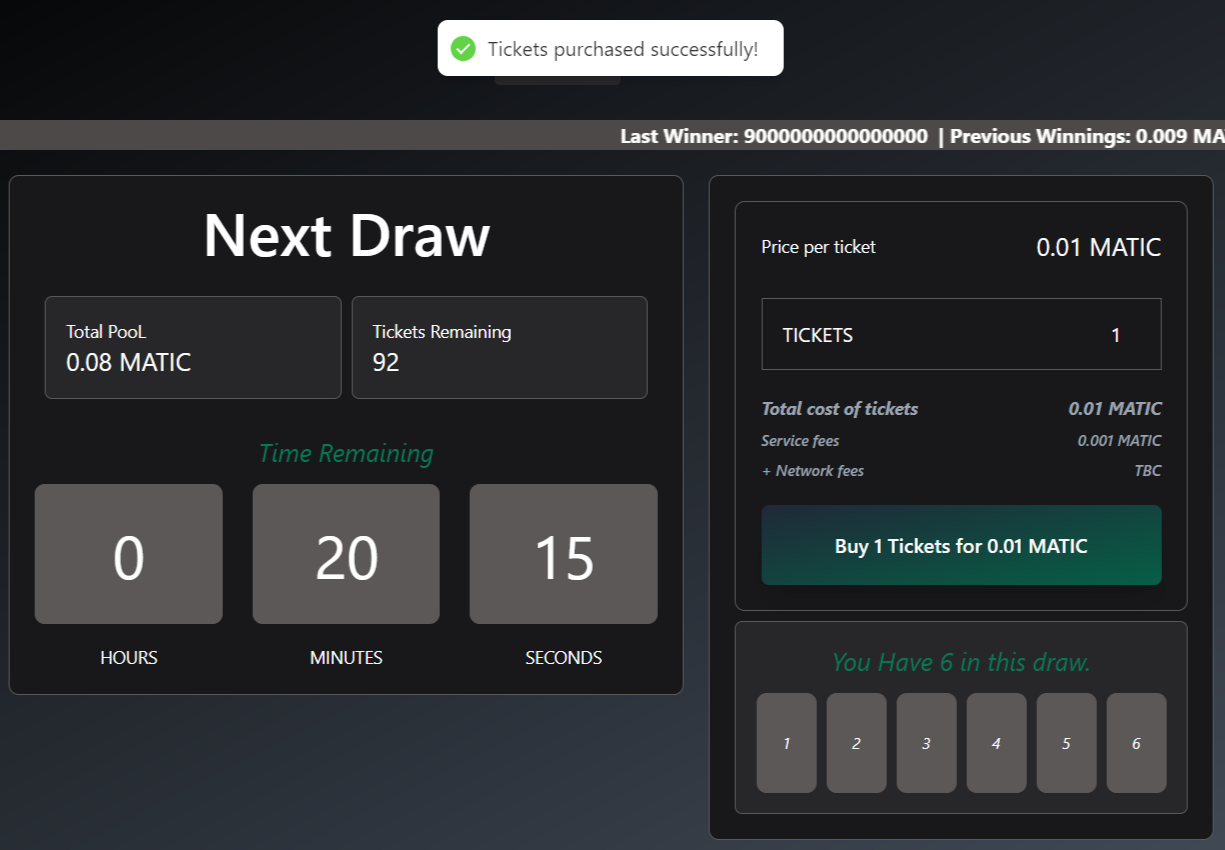 Tickets purchased successfully!
Last Winner: 9000000000000000 | Previous Winnings: 0.009 MA
Next Draw
Total PooL
0.08 MATIC
Tickets Remaining
92
Time Remaining
0
20
15
HOURS
MINUTES
SECONDS
Price per ticket
0.01 MATIC
TICKETS
1
Total cost of tickets
0.01 MATIC
Service fees
0.001 MATIC
+ Network fees
TBC
Buy 1 Tickets for 0.01 MATIC
You Have 6 in this draw.
1
2
3
4
5
6